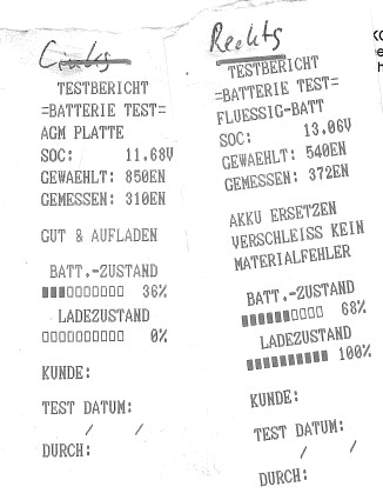 Links
TESTBERICHT
=BATTERIE TEST=
AGM PLATTE
SOC: 11.68V
GEWAEHLT: 850EN
GEMESSEN: 310EN
GUT & AUFLADEN
BATT.-ZUSTAND
36%
LADEZUSTAND
0%
KUNDE:
TEST DATUM:
/ /
DURCH:
Rechts
TESTBERICHT
=BATTERIE TEST=
FLUESSIG-BATT
SOC: 13.06V
GEWAEHLT: 540EN
GEMESSEN: 372EN
AKKU ERSETZEN
VERSCHLEISS KEIN
MATERIALFEHLER
BATT.-ZUSTAND
68%
LADEZUSTAND
100%
KUNDE:
TEST DATUM:
/ /
DURCH: